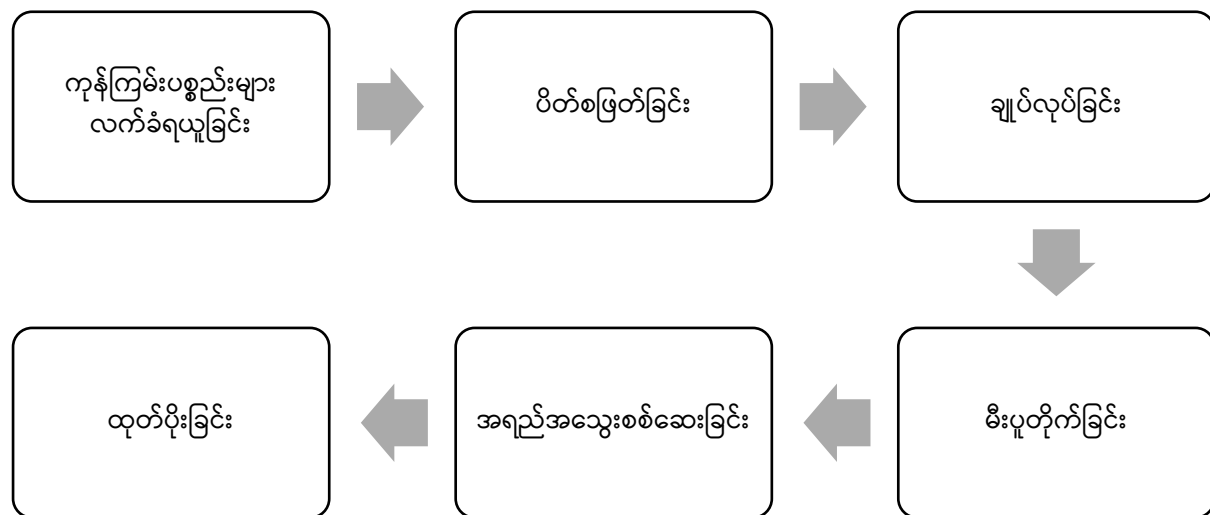 ကုန်ကြမ်းပစ္စည်းများ
လက်ခံရယူခြင်း
ပိတ်စဖြတ်ခြင်း
ချုပ်လုပ်ခြင်း
မီးပူတိုက်ခြင်း
အရည်အသွေးစစ်ဆေးခြင်း
ထုတ်ပိုးခြင်း